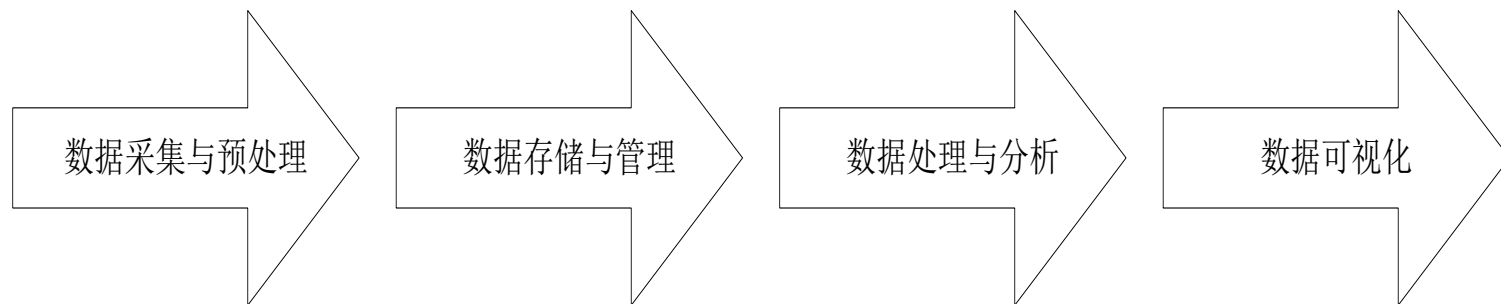 数据采集与预处理
数据存储与管理
数据处理与分析
数据可视化